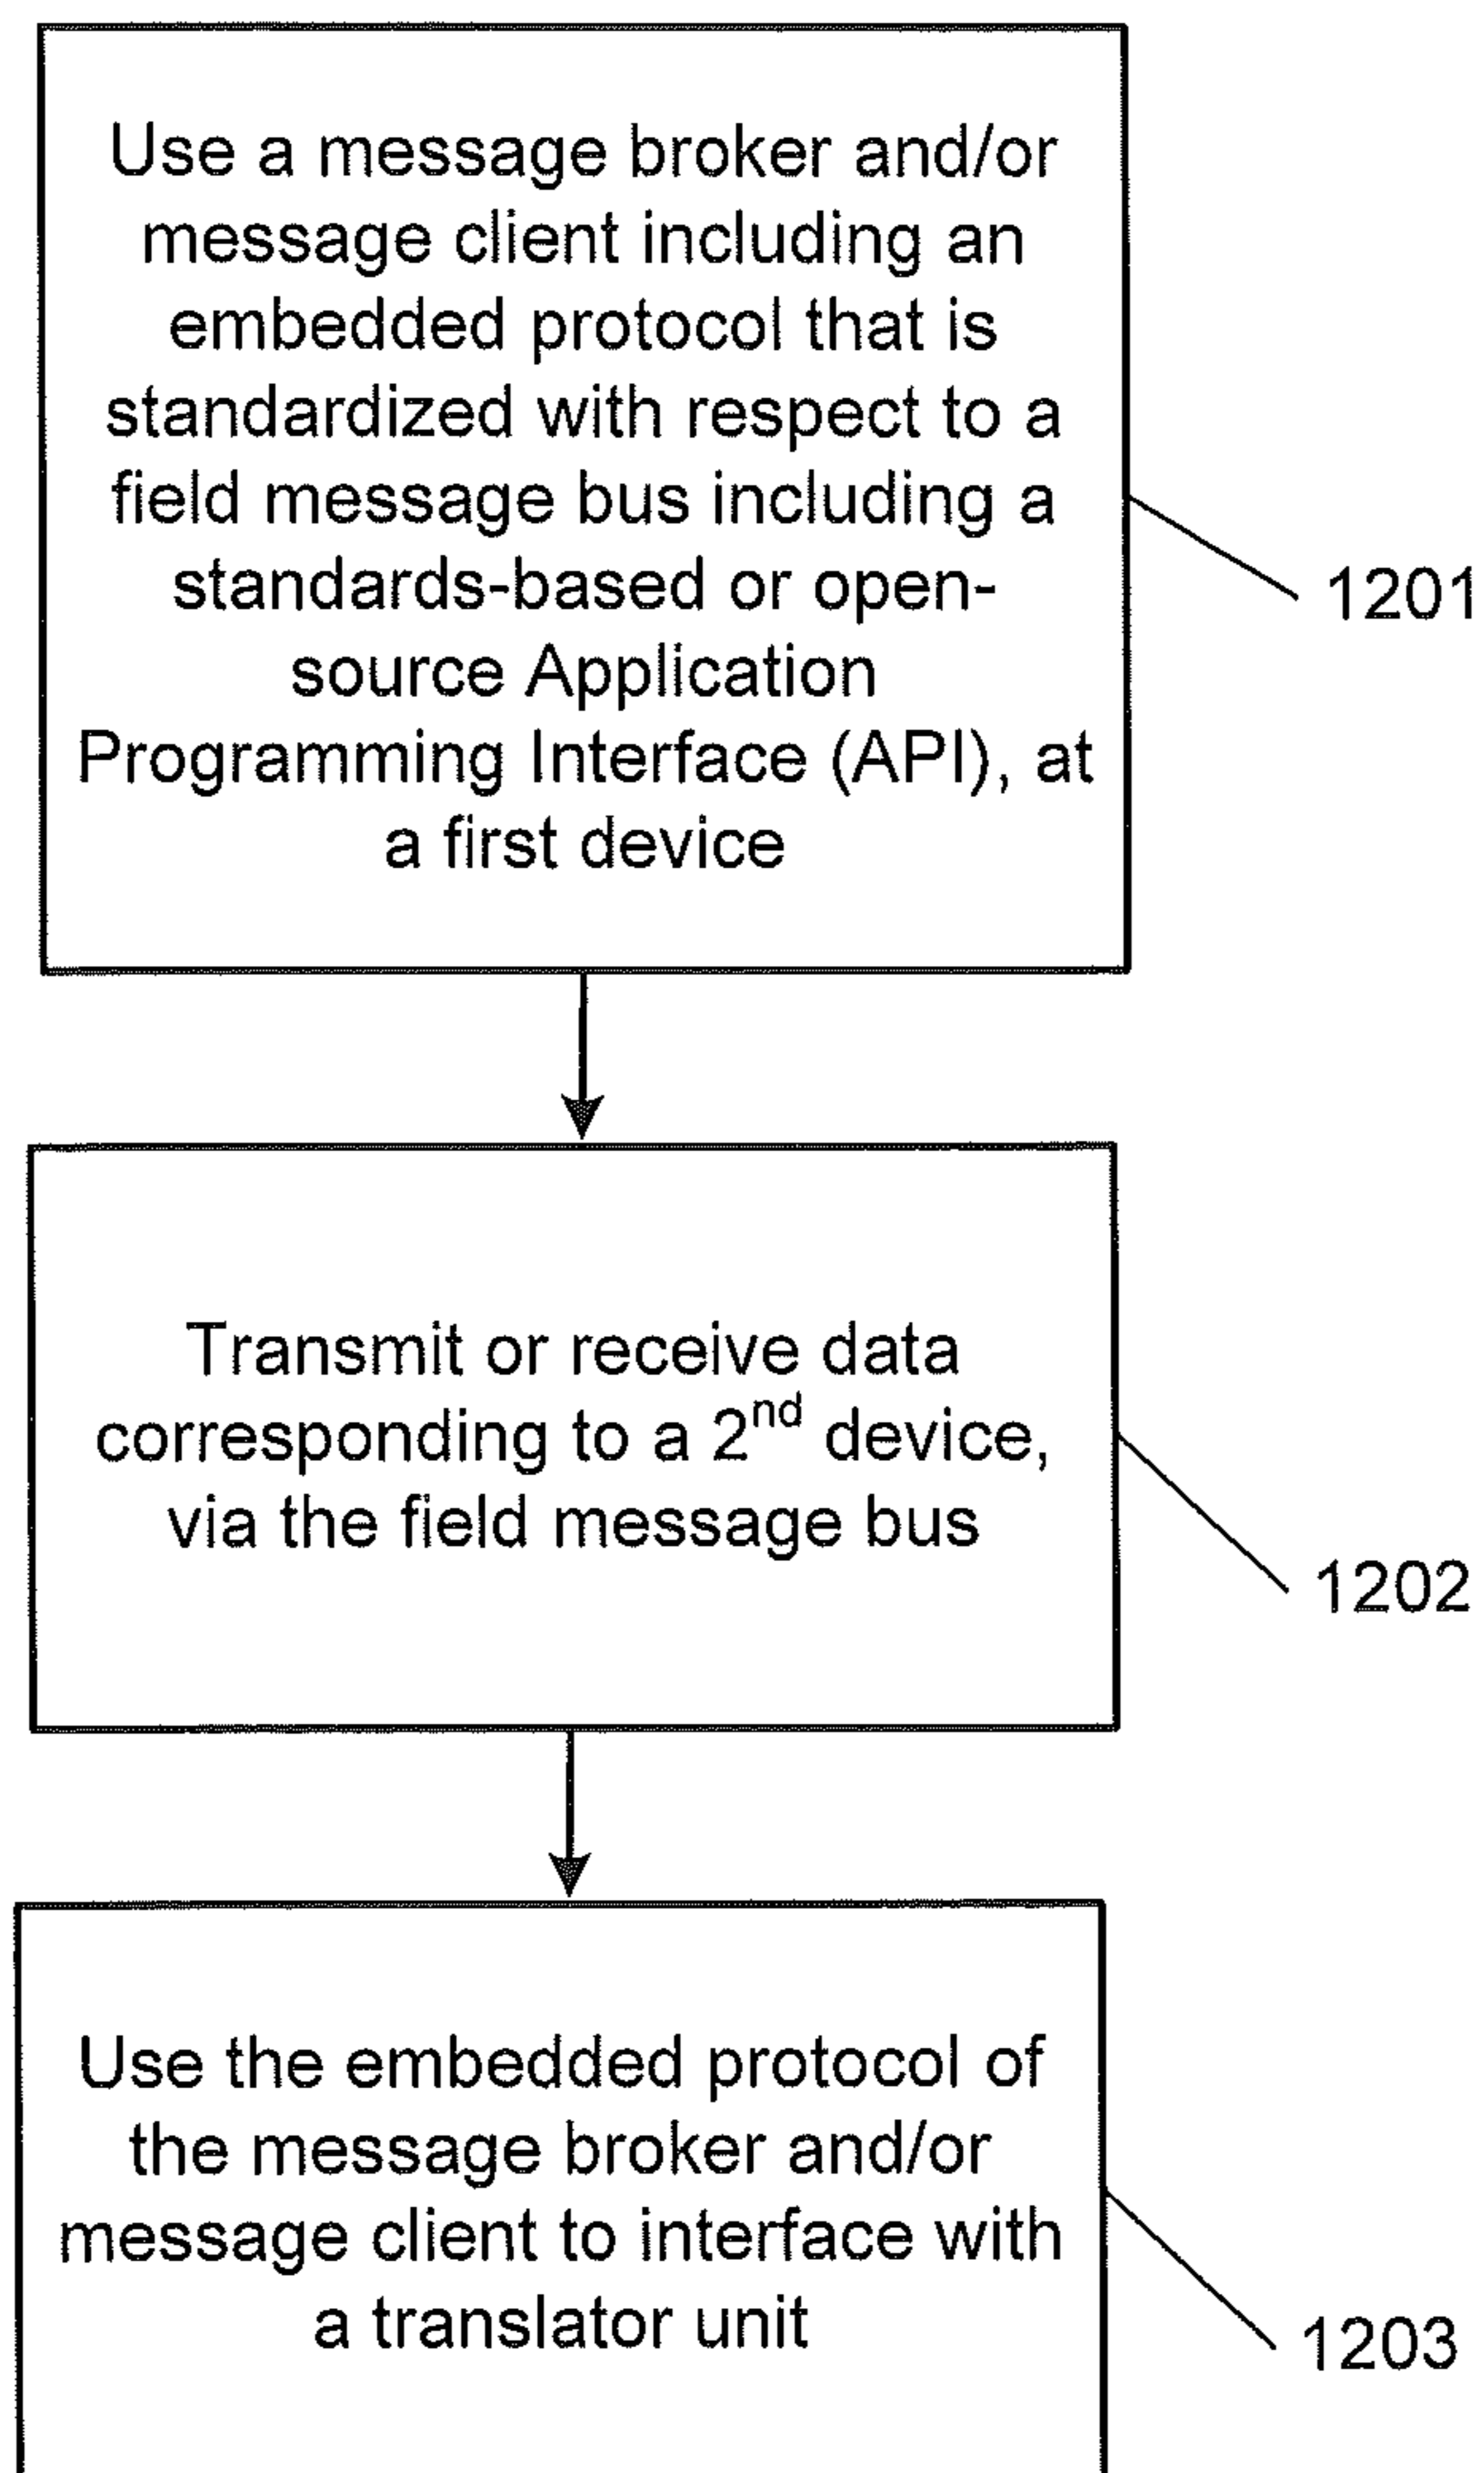 Use a message broker and/or
message client including an
embedded protocol that is
standardized with respect to a
field message bus including a
standards-based or open-
source Application
Programming Interface (API), at
a first device
1201
Transmit or receive data
corresponding to a 2nd device,
via the field message bus
1202
Use the embedded protocol of
the message broker and/or
message client to interface with
a translator unit
1203